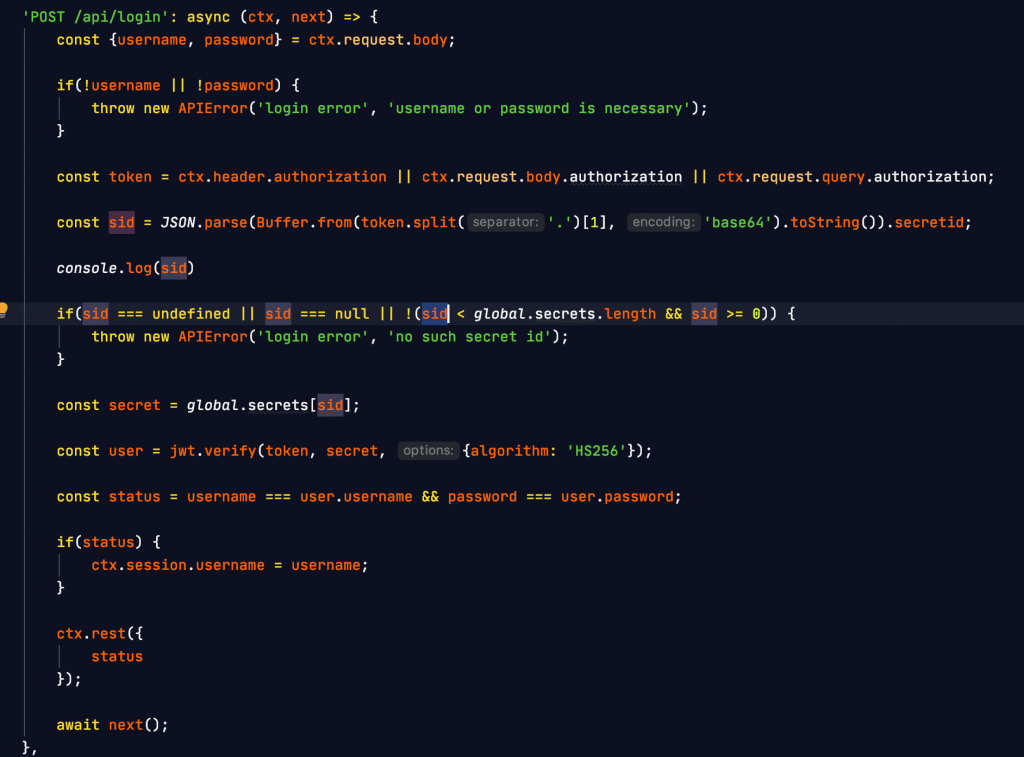 'POST /api/login': async (ctx, next) => {
const {username, password} = ctx.request.body;
if(!username || !password) {
throw new APIError('login error', 'username or password is necessary');
}
const token = ctx.header.authorization || ctx.request.body.authorization || ctx.request.query.authorization;
const sid = JSON.parse(Buffer.from(token.split( separator: '.')[1], encoding: 'base64').toString()).secretid;
console.log(sid)
if(sid === undefined || sid === null || !(sid < global.secrets.length && sid >= 0)) {
throw new APIError('login error', 'no such secret id');
}
const secret = global.secrets[sid];
const user = jwt.verify(token, secret, options: {algorithm: 'HS256'});
const status = username === user.username && password === user.password;
if(status) {
ctx.session.username = username;
}
ctx.rest({
status
});
await next();
},